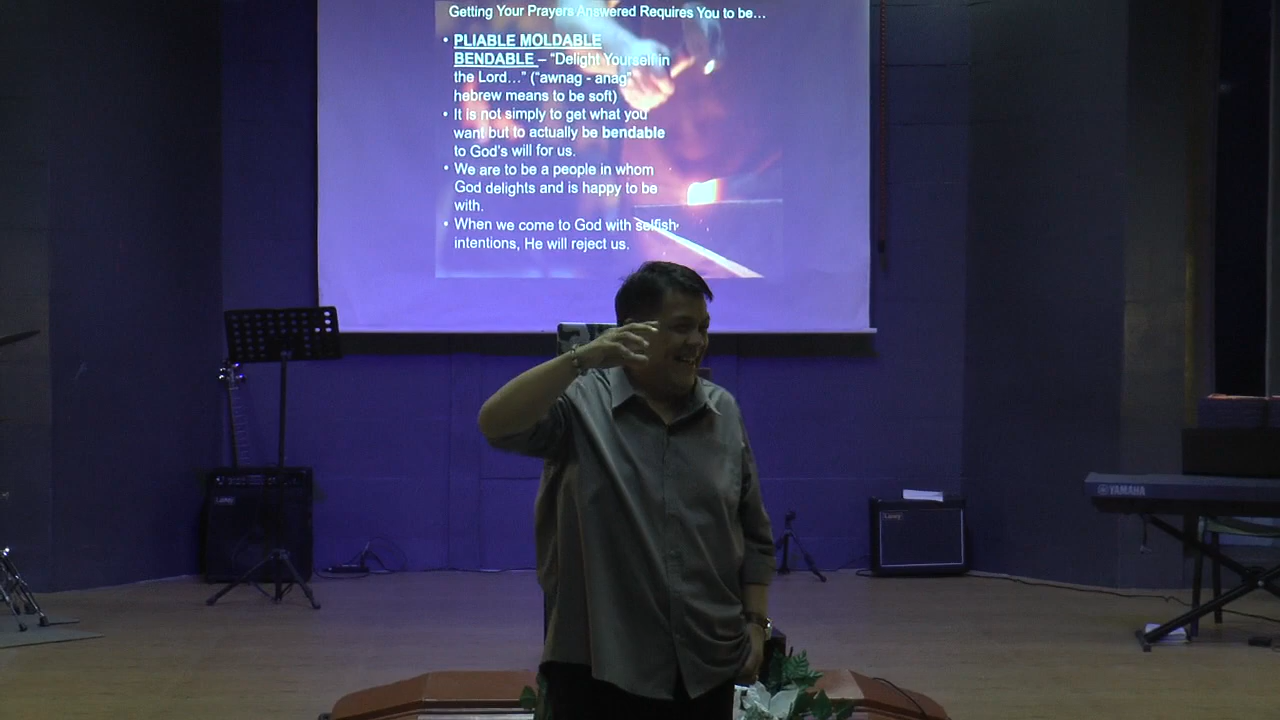 Getting Your Prayers Answered Requires You to be…
• PLIABLE MOLDABLE
BENDABLE – “Delight Yourself in
the Lord…” (“awnag - anag”
hebrew means to be soft)
• It is not simply to get what you
want but to actually be bendable
to God's will for us.
• We are to be a people in whom
God delights and is happy to be
with.
• When we come to God with selfish
intentions, He will reject us.
Laney
Laney
YAMAHA